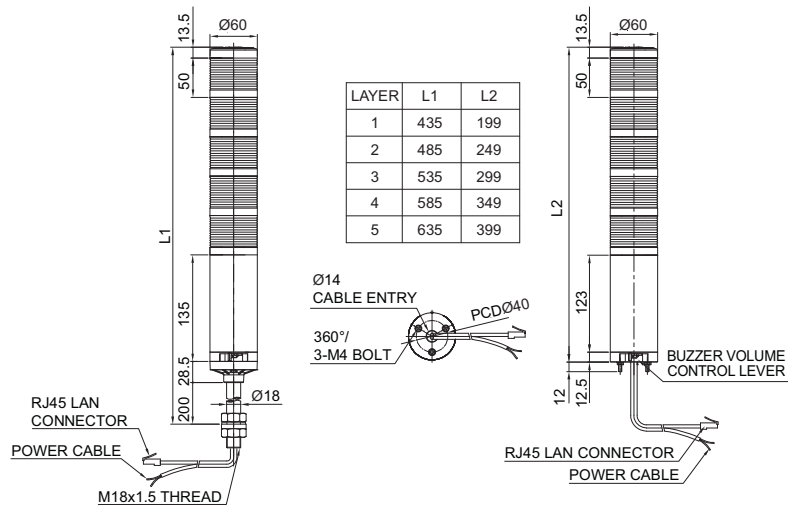 13.5
Ø60
50
L1
135
28.5
200
Ø18
RJ45 LAN
CONNECTOR
POWER CABLE
M18x1.5 THREAD
LAYER L1 L2
1 435 199
2 485 249
3 535 299
4 585 349
5 635 399
Ø14
CABLE ENTRY
PCDØ40
360°/
3-M4 BOLT
13.5
Ø60
50
L2
123
12
12.5
BUZZER VOLUME
CONTROL LEVER
RJ45 LAN CONNECTOR
POWER CABLE